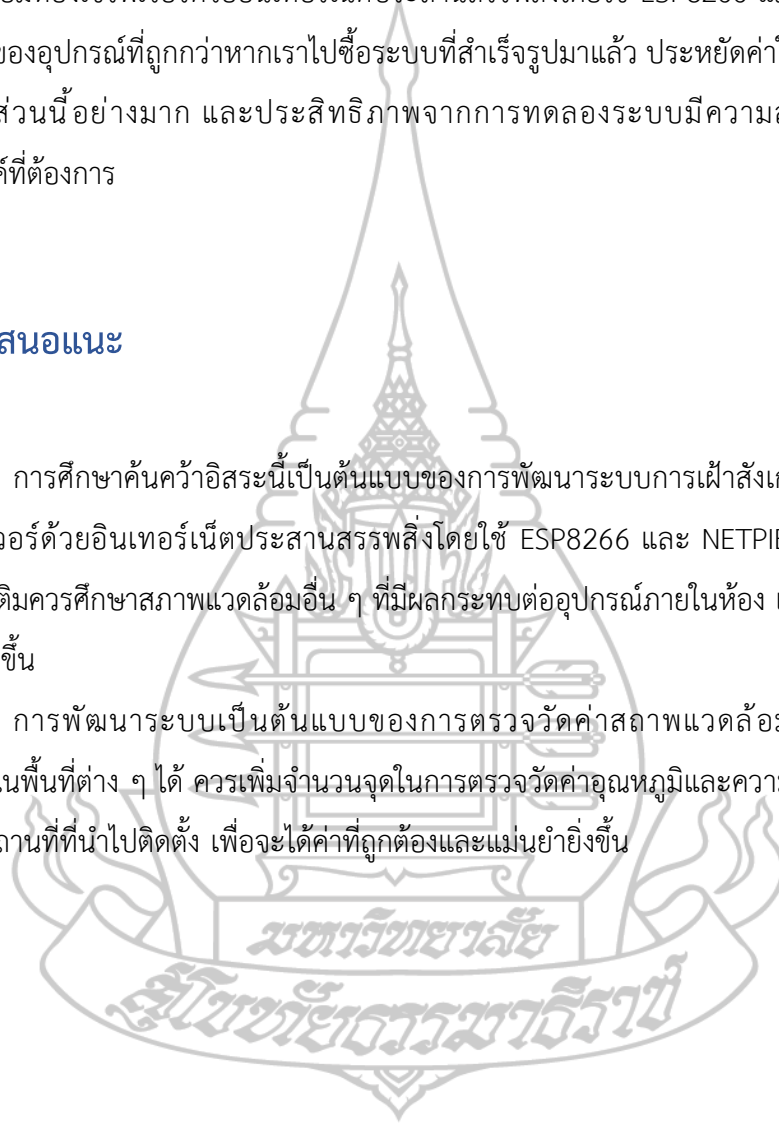 ของอุปกรณ์ที่ถูกกว่าหากเราไปซื้อระบบที่สำเร็จรูปมาแล้ว ประหยัดค่าใ
ส่วนนี้อย่างมาก และประสิทธิภาพจากการทดลองระบบมีความส
ค์ที่ต้องการ
สนอแนะ
การศึกษาค้นคว้าอิสระนี้เป็นต้นแบบของการพัฒนาระบบการเฝ้าสังเก
วอร์ด้วยอินเทอร์เน็ตประสานสรรพสิ่งโดยใช้ ESP8266 และ NETPIE
ติมควรศึกษาสภาพแวดล้อมอื่น ๆ ที่มีผลกระทบต่ออุปกรณ์ภายในห้อง
ขึ้น
การพัฒนาระบบเป็นต้นแบบของการตรวจวัดค่าสภาพแวดล้อม
นพื้นที่ต่าง ๆ ได้ ควรเพิ่มจำนวนจุดในการตรวจวัดค่าอุณหภูมิและความ
ถานที่ที่นำไปติดตั้ง เพื่อจะได้ค่าที่ถูกต้องและแม่นยำยิ่งขึ้น
มหาวิทยาลัย
สุโขทัยธรรมาธิราช